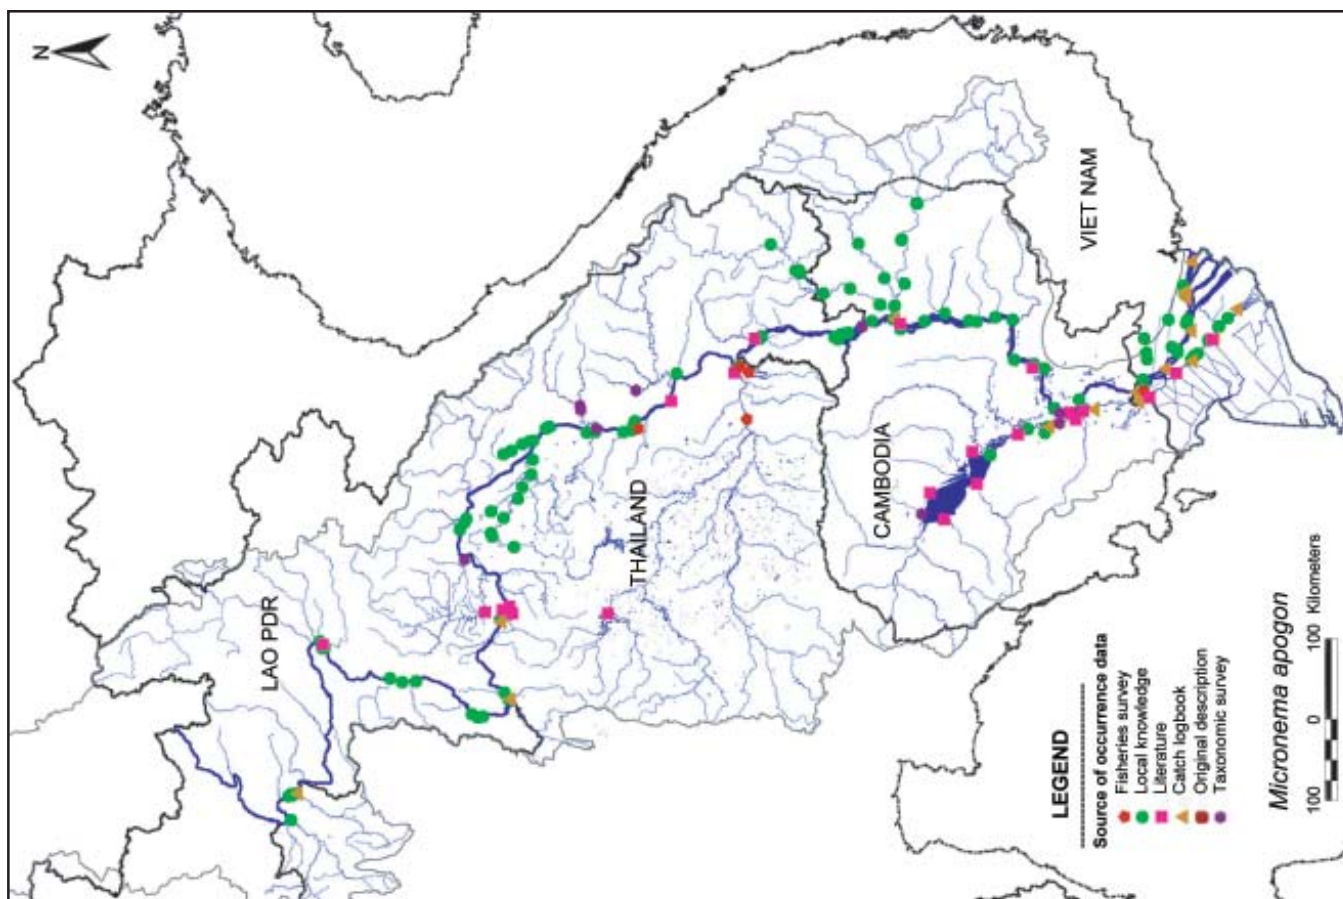 N
LAO PDR
THAILAND
CAMBODIA
VIET NAM
LEGEND
Source of occurrence data
Fisheries survey
Local knowledge
Literature
Catch logbook
Original description
Taxonomic survey
Micronema apogon
100 0 100 Kilometers